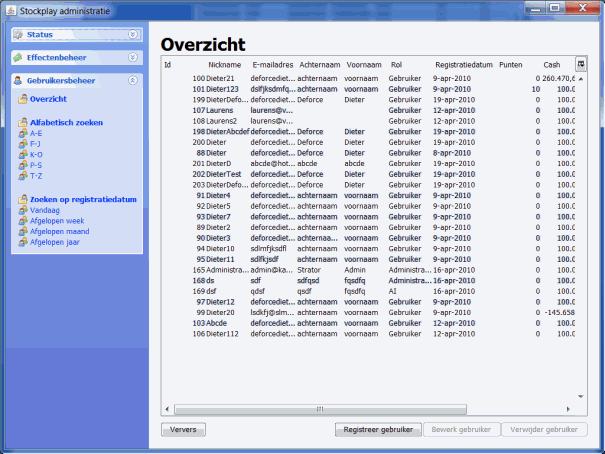 Stockplay administratie
Status
Effectenbeheer
Gebruikersbeheer
Overzicht
Alfabetisch zoeken
A-E
F-J
K-O
P-S
T-Z
Zoeken op registratiedatum
Vandaag
Afgelopen week
Afgelopen maand
Afgelopen jaar
Overzicht
Id Nickname E-mailadres Achternaam Voornaam Rol Registratiedatum Punten Cash
100 Dieter21 deforcediet... achternaam voornaam Gebruiker 9-apr-2010 0 260.470,6
101 Dieter123 dslfjksdmfq... achternaam voornaam Gebruiker 9-apr-2010 10 100.0
199 DieterDefo... deforcediet... Deforce Dieter Gebruiker 19-apr-2010 0 100.0
107 Laurens laurens@v... Gebruiker 12-apr-2010 0 100.0
108 Laurens2 laurens@v... Gebruiker 12-apr-2010 0 100.0
198 DieterAbcdef deforcediet... Deforce Dieter Gebruiker 19-apr-2010 0 100.0
200 Dieter deforcediet... Deforce Dieter Gebruiker 19-apr-2010 0 100.0
88 Dieter deforcediet... Deforce Dieter Gebruiker 8-apr-2010 0 100.0
201 DieterD abcde@hot... abcde abcde Gebruiker 19-apr-2010 0 100.0
202 DieterTest deforcediet... Deforce Dieter Gebruiker 19-apr-2010 0 100.0
203 DieterDefo... deforcediet... Deforce Dieter Gebruiker 19-apr-2010 0 100.0
91 Dieter4 deforcediet... achternaam voornaam Gebruiker 9-apr-2010 0 100.0
92 Dieter5 deforcediet... achternaam voornaam Gebruiker 9-apr-2010 0 100.0
93 Dieter7 deforcediet... achternaam voornaam Gebruiker 9-apr-2010 0 100.0
89 Dieter2 deforcediet... achternaam voornaam Gebruiker 9-apr-2010 0 100.0
90 Dieter3 deforcediet... achternaam... voornaam Gebruiker 9-apr-2010 0 100.0
94 Dieter10 sdlmfjksdfl achternaam voornaam Gebruiker 9-apr-2010 0 100.0
95 Dieter11 sdlfkjsdf achternaam voornaam Gebruiker 9-apr-2010 0 100.0
165 Administra... admin@ka... Strator Admin Administra... 16-apr-2010 0 100.0
168 ds sdf sdfqsd fqsdfq Administra... 16-apr-2010 0 100.0
169 dsf qdsf qsdf fqsdfq AI 16-apr-2010 0 100.0
97 Dieter12 deforcediet... achternaam voornaam Gebruiker 9-apr-2010 0 100.0
99 Dieter20 lsdkfj@slm... achternaam voornaam Gebruiker 9-apr-2010 0 -145.658
103 Abcde deforcediet... achternaam voornaam Gebruiker 12-apr-2010 0 100.0
106 Dieter112 deforcediet... achternaam voornaam Gebruiker 12-apr-2010 0 100.0
Ververs Registreer gebruiker Bewerk gebruiker Verwijder gebruiker